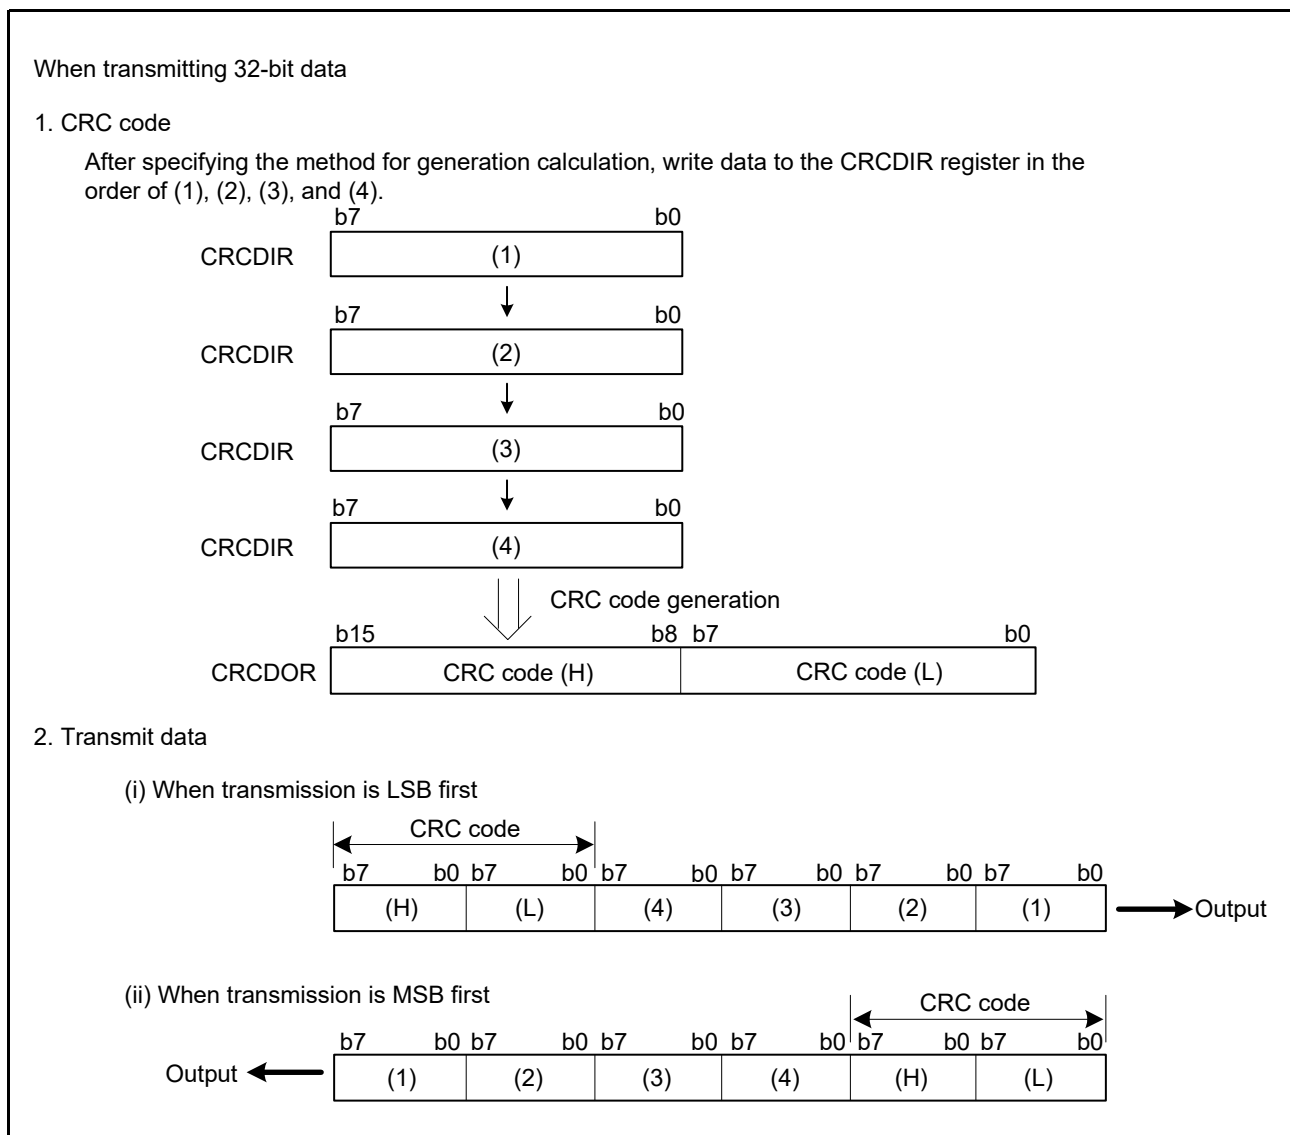 When transmitting 32-bit data
1. CRC code
After specifying the method for generation calculation, write data to the CRCDIR register in the
order of (1), (2), (3), and (4).
b7 b0
CRCDIR (1)
b7 b0
CRCDIR (2)
b7 b0
CRCDIR (3)
b7 b0
CRCDIR (4)
CRC code generation
b15 b8 b7 b0
CRCDOR CRC code (H) CRC code (L)
2. Transmit data
(i) When transmission is LSB first
CRC code
b7 b0 b7 b0 b7 b0 b7 b0 b7 b0 b7 b0
(H) (L) (4) (3) (2) (1) Output
(ii) When transmission is MSB first
CRC code
b7 b0 b7 b0 b7 b0 b7 b0 b7 b0 b7 b0
Output (1) (2) (3) (4) (H) (L)